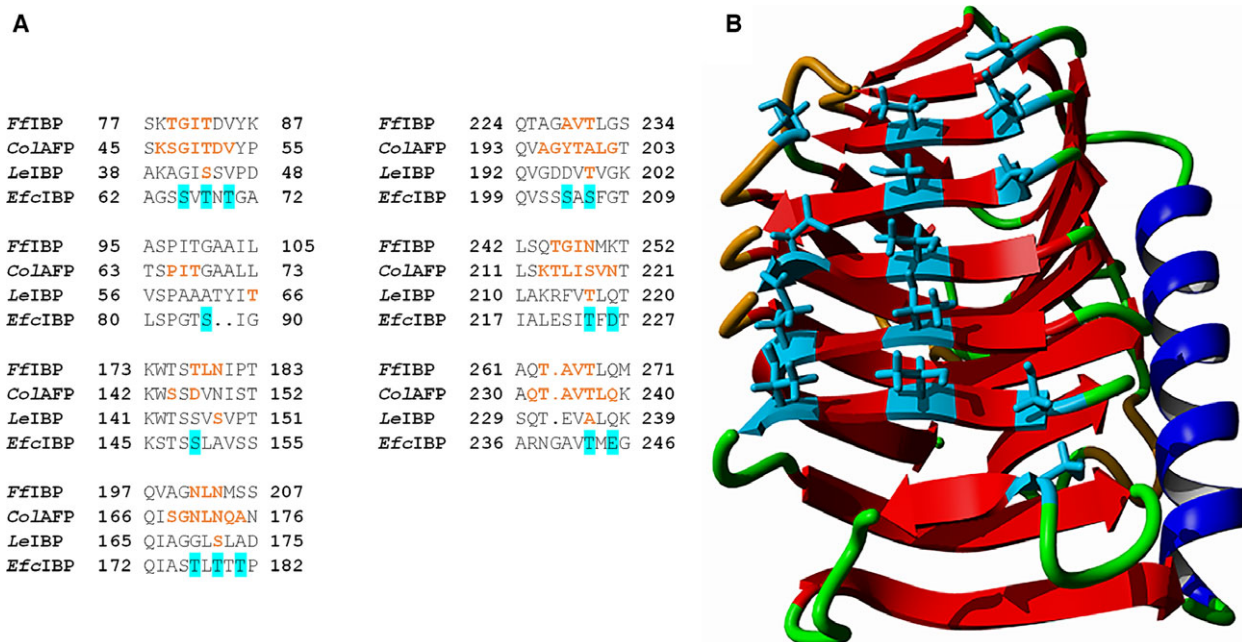 A
B
FfIBP 77 SKTGITDVYK 87
ColAFP 45 SKSGITDVYP 55
LeIBP 38 AKAGISSVPD 48
EfcIBP 62 AGSSVTNTGA 72
FfIBP 95 ASPITGAAIL 105
ColAFP 63 TSPITGAALL 73
LeIBP 56 VSPAAATYIT 66
EfcIBP 80 LSPGTS..IG 90
FfIBP 173 KWTSTLNIPT 183
ColAFP 142 KWSSDVNIST 152
LeIBP 141 KWTSSVSVPT 151
EfcIBP 145 KSTSSLAVSS 155
FfIBP 197 QVAGNLNMSS 207
ColAFP 166 QISGNLNQAN 176
LeIBP 165 QIAGGLSLAD 175
EfcIBP 172 QIASTLTTTP 182
FfIBP 224 QTAGAVTLGS 234
ColAFP 193 QVAGYTALGT 203
LeIBP 192 QVGDDVTVGK 202
EfcIBP 199 QVSSSASFGT 209
FfIBP 242 LSQTGINMKT 252
ColAFP 211 LSKTLISVNT 221
LeIBP 210 LAKRFVTLQT 220
EfcIBP 217 IALESITFDT 227
FfIBP 261 AQT.AVTLQM 271
ColAFP 230 AQT.AVTLQK 240
LeIBP 229 SQT.EVALQK 239
EfcIBP 236 ARNGAVTMEG 246